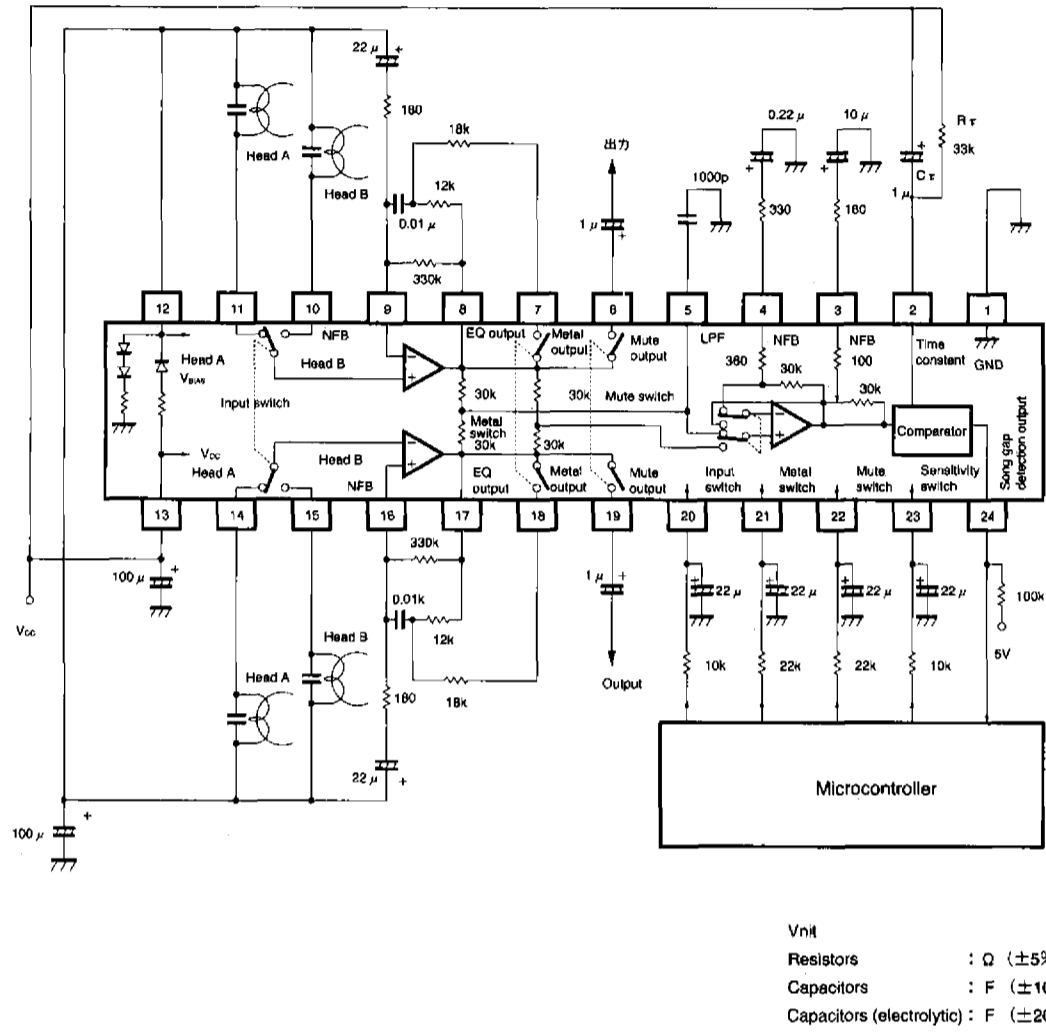 22 μ
+
Head A
180
Head B
18k
12k
0.01 μ
330k
出力
1 μ
+
1000p
0.22 μ
+
330
10 μ
+
160
R τ
33k
+
C τ
1 μ
12
11
10
9
8
7
6
5
4
3
2
1
Head A
VBIAS
Input switch
NFB
Head B
EQ output
Metal output
Mute output
LPF
NFB
360
30k
NFB
100
30k
Time constant
GND
30k
30k
Mute switch
Metal switch
30k
30k
Comparator
Song gap detection output
VCC
Head A
Head B
NFB
EQ output
Metal output
Mute output
Input switch
Metal switch
Mute switch
Sensitivity switch
13
14
15
16
17
18
19
20
21
22
23
24
100 μ
+
330k
0.01k
12k
18k
180
22 μ
+
Head A
Head B
1 μ
+
Output
+
22 μ
+
22 μ
+
22 μ
+
22 μ
100k
5V
10k
22k
22k
10k
VCC
Microcontroller
100 μ
+
Vnit
Resistors : Ω (±5%
Capacitors : F (±10
Capacitors (electrolytic) : F (±20